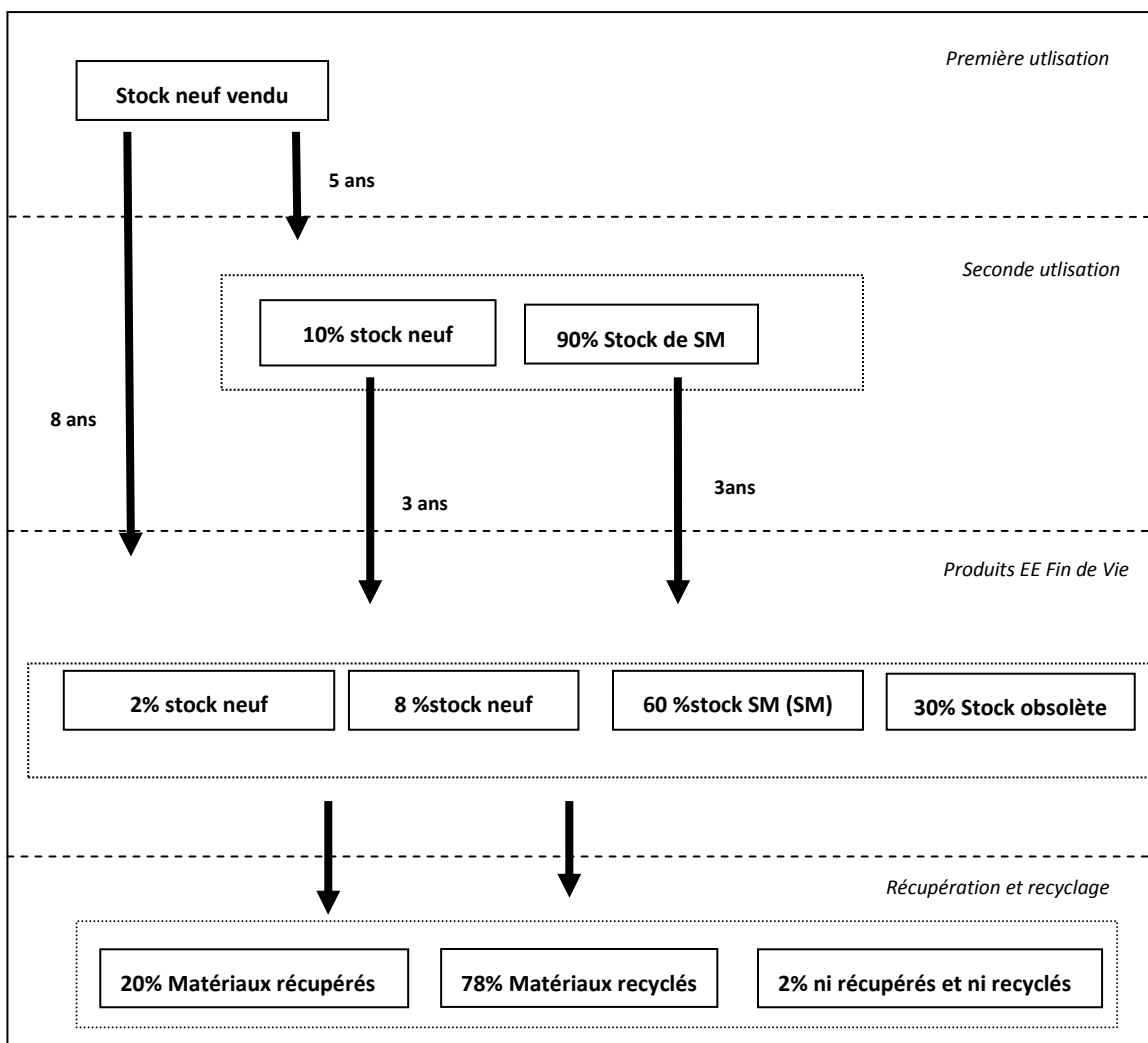 Première utlisation
Stock neuf vendu
5 ans
Seconde utlisation
10% stock neuf
90% Stock de SM
8 ans
3 ans
3ans
Produits EE Fin de Vie
2% stock neuf
8 %stock neuf
60 %stock SM (SM)
30% Stock obsolète
Récupération et recyclage
20% Matériaux récupérés
78% Matériaux recyclés
2% ni récupérés et ni recyclés